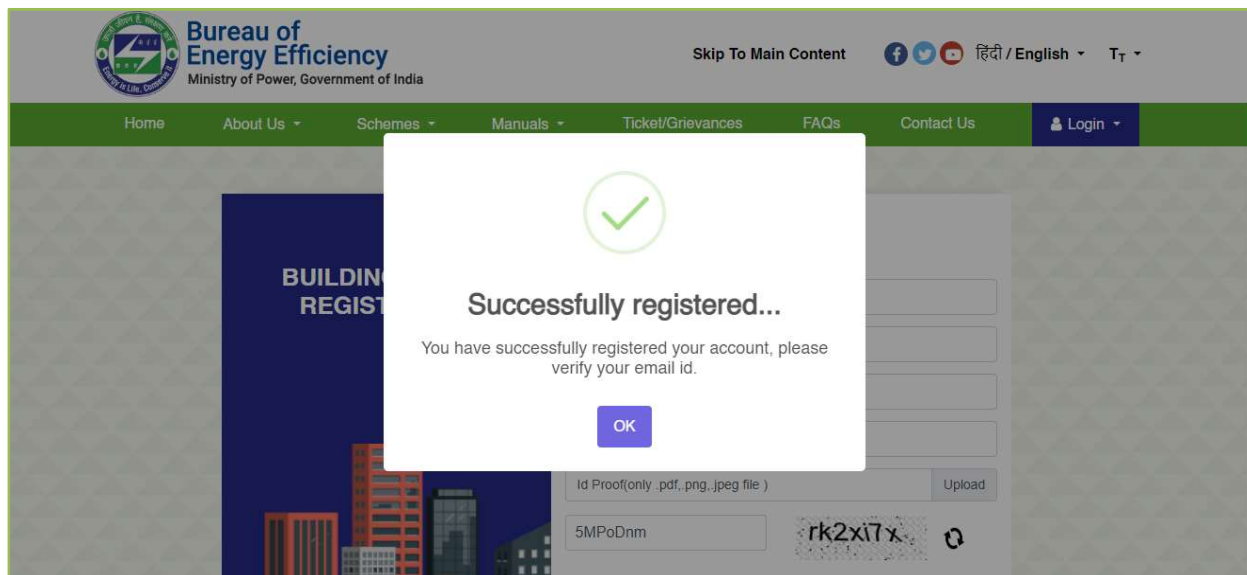 Bureau of
Energy Efficiency
Ministry of Power, Government of India
Skip To Main Content
हिंदी / English
TT
Home About Us Schemes Manuals Ticket/Grievances FAQs Contact Us Login
BUILDIN
REGIST
Successfully registered...
You have successfully registered your account, please
verify your email id.
OK
Id Proof(only .pdf,.png,.jpeg file ) Upload
5MPoDnm rk2xi7x